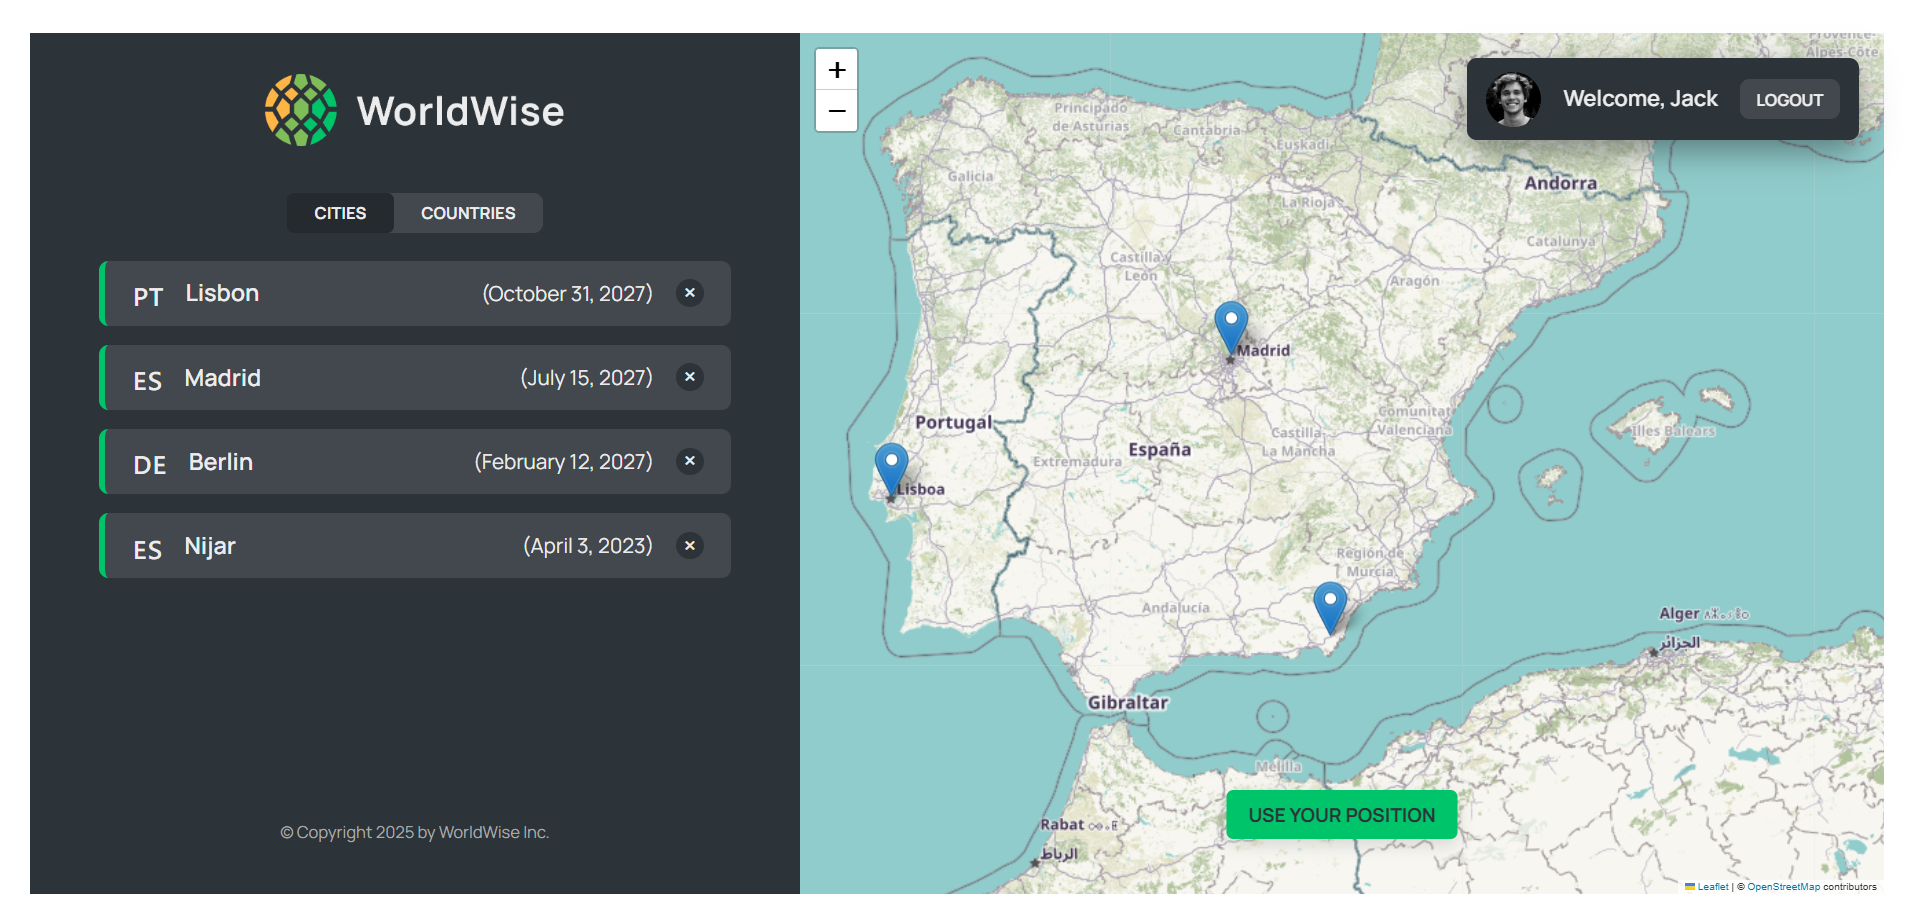 WorldWise
CITIES
COUNTRIES
PT Lisbon (October 31, 2027) ×
ES Madrid (July 15, 2027) ×
DE Berlin (February 12, 2027) ×
ES Nijar (April 3, 2023) ×
© Copyright 2025 by WorldWise Inc.
+
−
Welcome, Jack
LOGOUT
Provence-
Alpes-Côte
Principado
de Asturias
Cantabria
Euskadi
Galicia
Andorra
La Rioja
Catalunya
Castilla y
León
Aragón
Madrid
Portugal
Comunitat
Valenciana
Castilla-
La Mancha
Illes Balears
España
Extremadura
Lisboa
Región de
Murcia
Andalucía
Alger
الجزائر
Gibraltar
Melilla
USE YOUR POSITION
Rabat
الرباط
Leaflet | © OpenStreetMap contributors